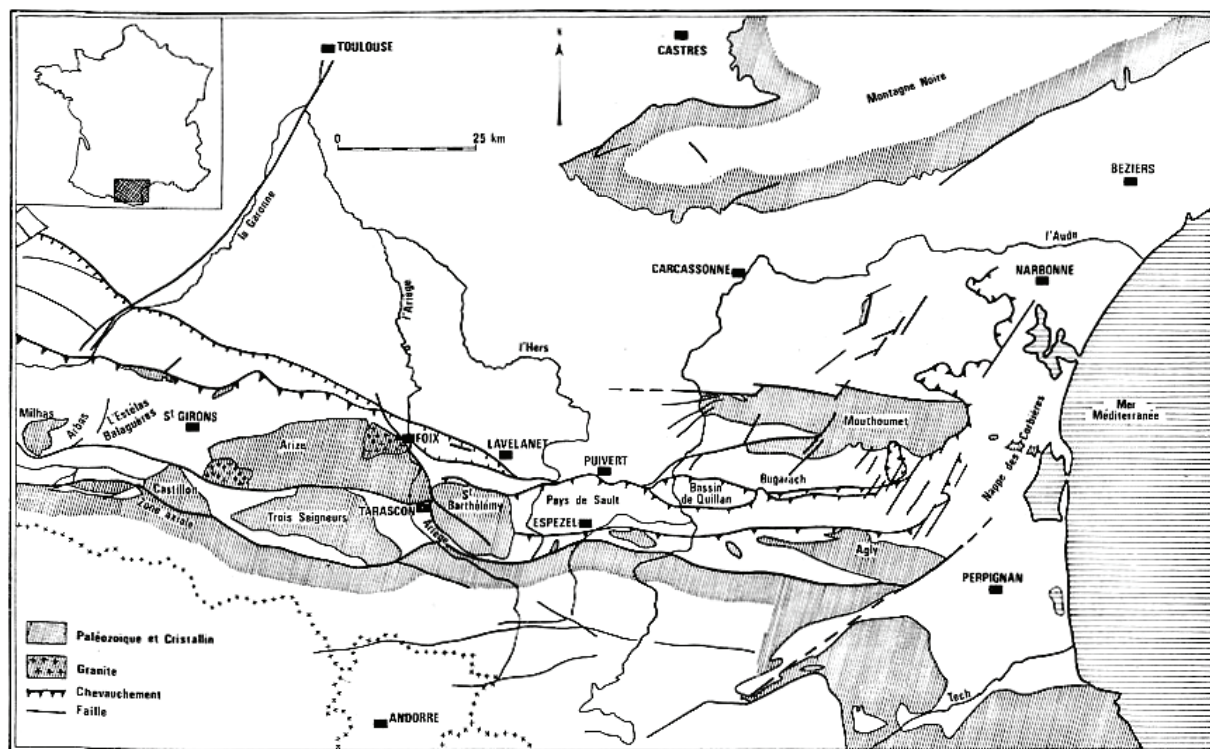 TOULOUSE
CASTRES
N
0 25 km
Montagne Noire
BEZIERS
la Garonne
l'Ariège
l'Aude
CARCASSONNE
NARBONNE
l'Hers
Milhas
Arbas
L'Estelas
Balaguères
St GIRONS
Arize
FOIX
LAVELANET
PUIVERT
Mouthoumet
Nappe des Corbières
Mer
Méditerranée
Castillon
Zone axiale
Trois Seigneurs
TARASCON
Ariège
St
Barthélémy
Pays de Sault
ESPEZEL
Bassin
de Quillan
Bugarach
Agly
PERPIGNAN
Tech
ANDORRE
Paléozoïque et Cristallin
Granite
Chevauchement
Faille